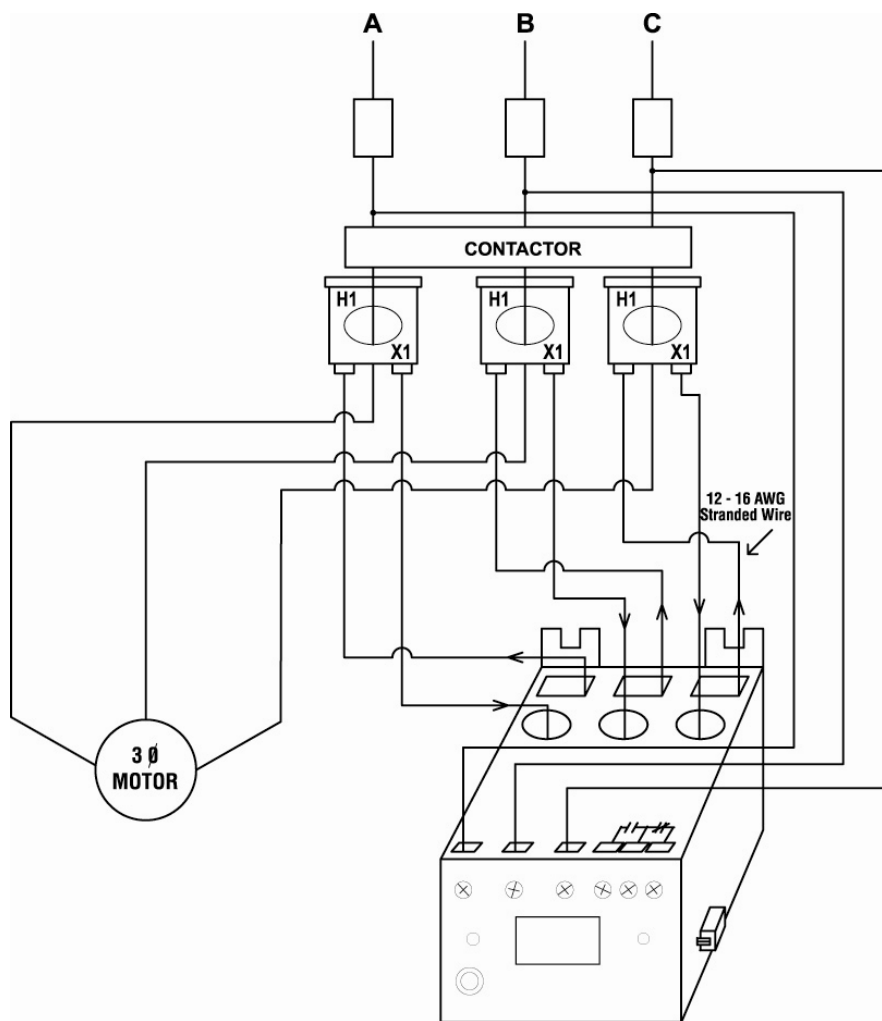 A B C
CONTACTOR
H1 H1 H1
X1 X1 X1
12 - 16 AWG
Stranded Wire
3 Ø
MOTOR